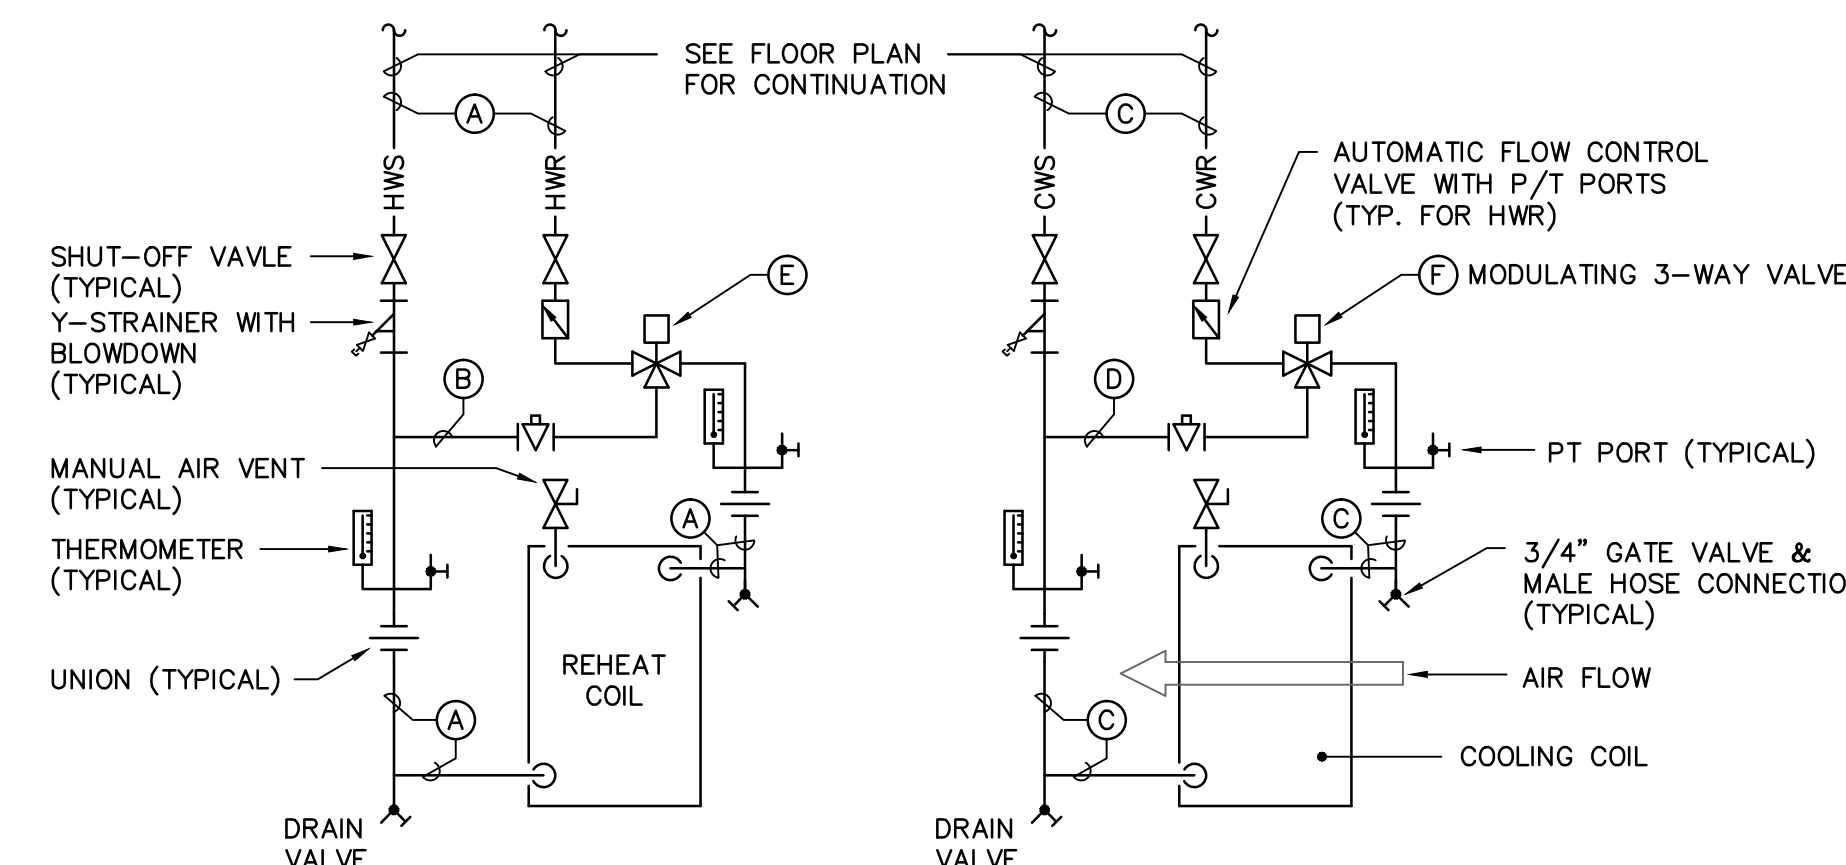 SEE FLOOR PLAN
FOR CONTINUATION
A
C
HWS
HWR
CWS
CWR
AUTOMATIC FLOW CONTROL
VALVE WITH P/T PORTS
(TYP. FOR HWR)
SHUT-OFF VAVLE
(TYPICAL)
E
F MODULATING 3-WAY VALVE
Y-STRAINER WITH
BLOWDOWN
(TYPICAL)
B
D
MANUAL AIR VENT
(TYPICAL)
PT PORT (TYPICAL)
A
C
THERMOMETER
(TYPICAL)
3/4" GATE VALVE &
MALE HOSE CONNECTIO
(TYPICAL)
UNION (TYPICAL)
REHEAT
COIL
AIR FLOW
A
C
COOLING COIL
DRAIN
VALVE
DRAIN
VALVE